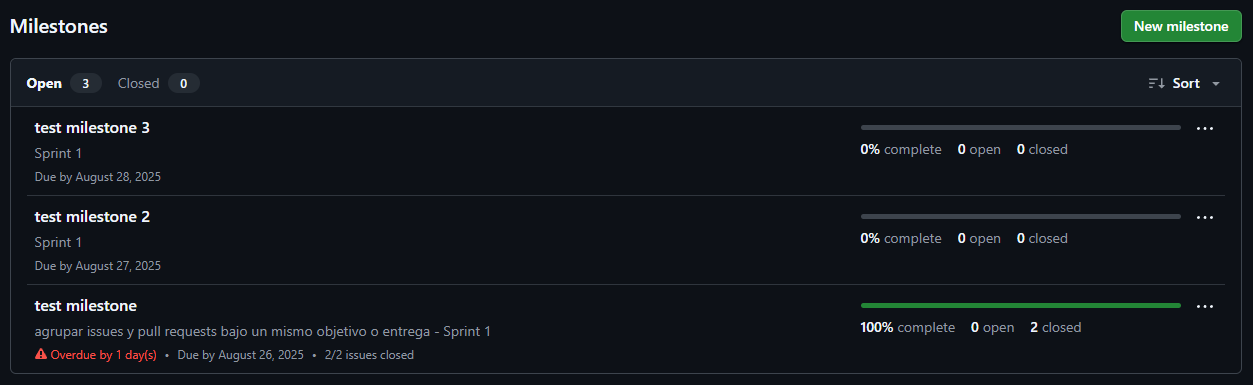 Milestones
New milestone
Open 3 Closed 0
Sort
test milestone 3
Sprint 1
Due by August 28, 2025
0% complete 0 open 0 closed
test milestone 2
Sprint 1
Due by August 27, 2025
0% complete 0 open 0 closed
test milestone
agrupar issues y pull requests bajo un mismo objetivo o entrega - Sprint 1
Overdue by 1 day(s) • Due by August 26, 2025 • 2/2 issues closed
100% complete 0 open 2 closed